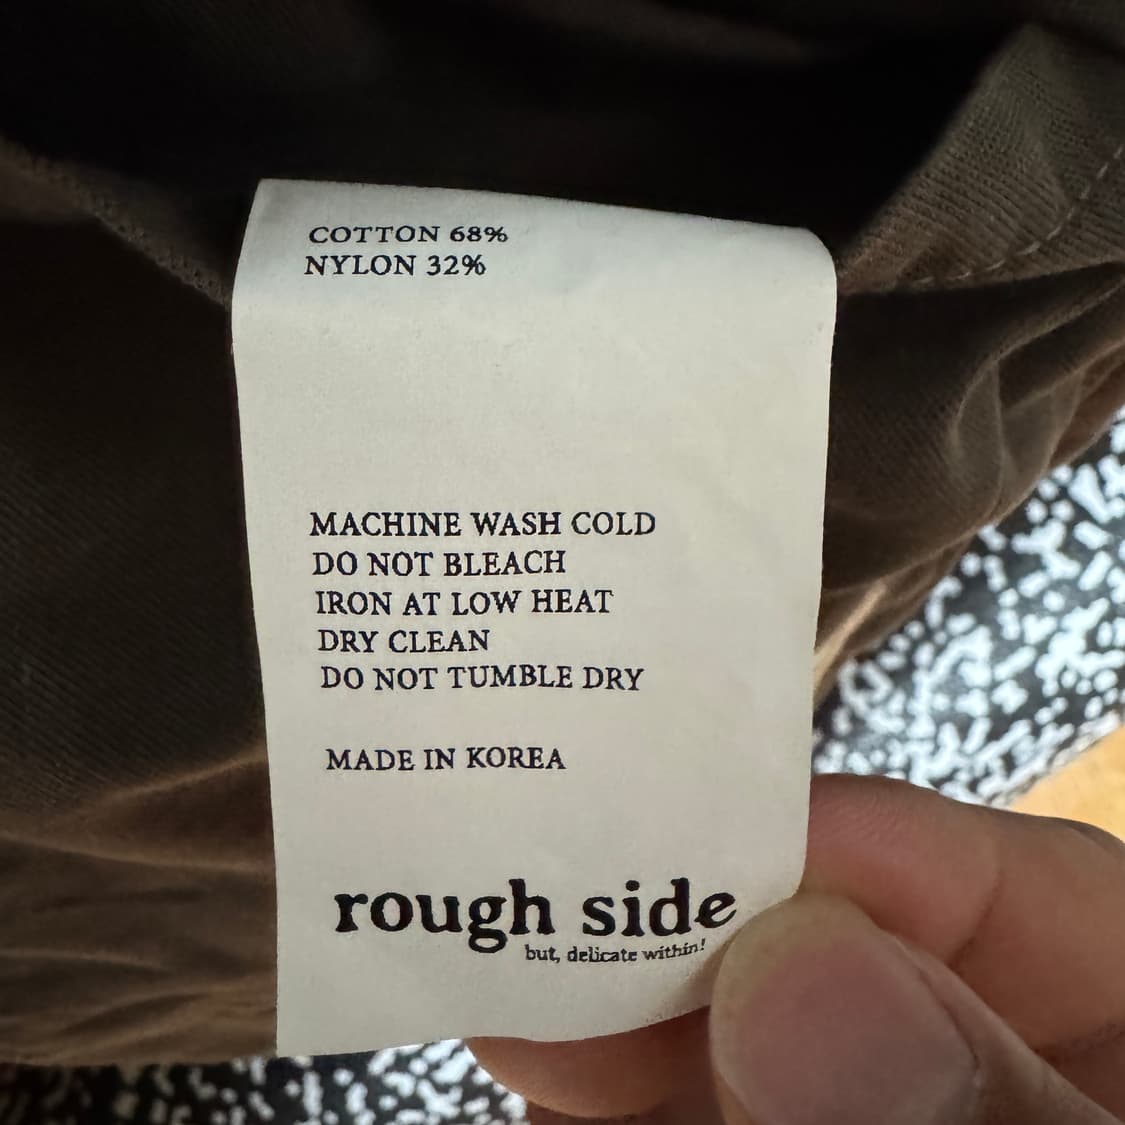 COTTON 68%
NYLON 32%
MACHINE WASH COLD
DO NOT BLEACH
IRON AT LOW HEAT
DRY CLEAN
DO NOT TUMBLE DRY
MADE IN KOREA
rough side
but, delicate within!